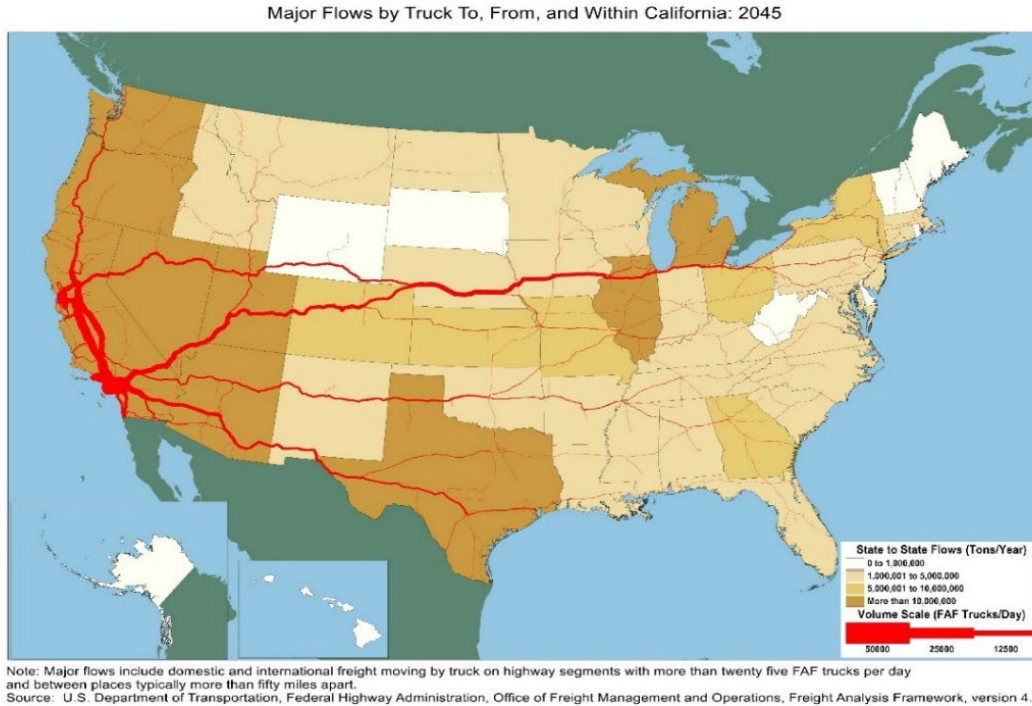 Major Flows by Truck To, From, and Within California: 2045
State to State Flows (Tons/Year)
0 to 1,000,000
1,000,001 to 5,000,000
5,000,001 to 10,000,000
More than 10,000,000
Volume Scale (FAF Trucks/Day)
50000 25000 12500
Note: Major flows include domestic and international freight moving by truck on highway segments with more than twenty five FAF trucks per day
and between places typically more than fifty miles apart.
Source: U.S. Department of Transportation, Federal Highway Administration, Office of Freight Management and Operations, Freight Analysis Framework, version 4.